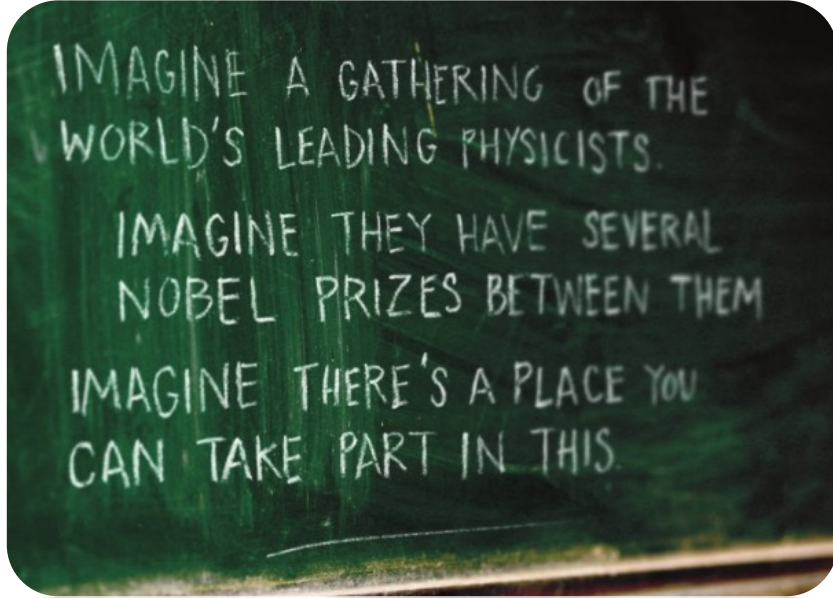 IMAGINE A GATHERING OF THE
WORLD'S LEADING PHYSICISTS.
IMAGINE THEY HAVE SEVERAL
NOBEL PRIZES BETWEEN THEM
IMAGINE THERE'S A PLACE YOU
CAN TAKE PART IN THIS.